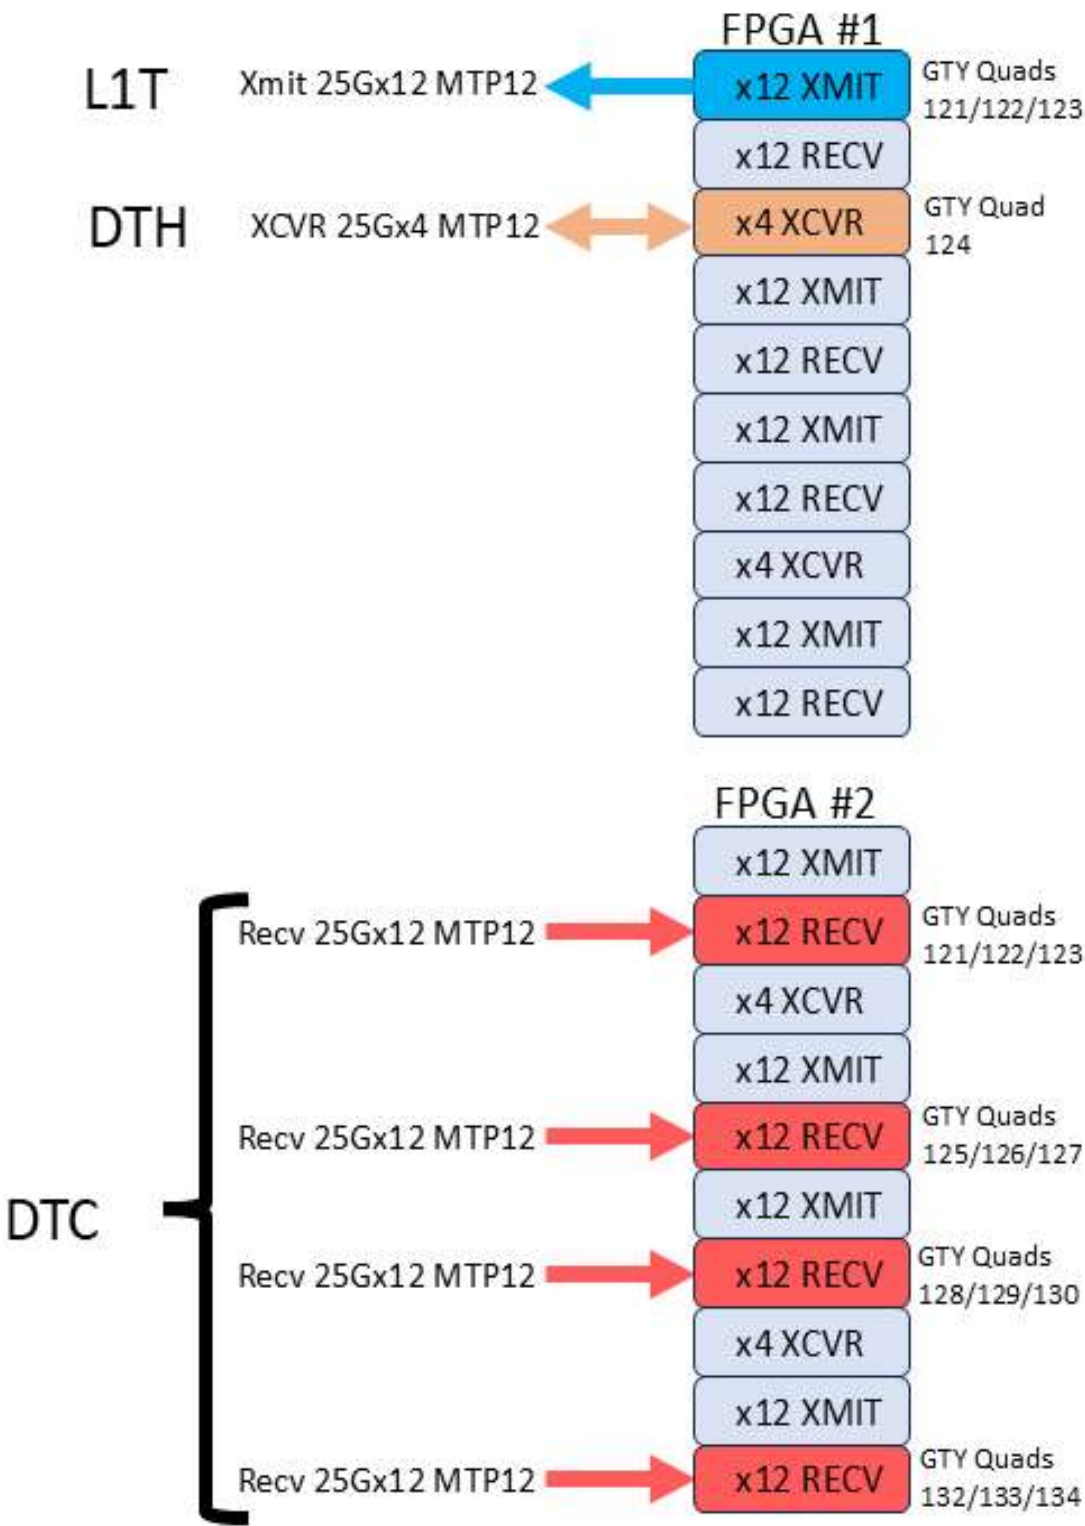 FPGA #1
L1T
Xmit 25Gx12 MTP12
x12 XMIT
GTY Quads
121/122/123
x12 RECV
DTH
XCVR 25Gx4 MTP12
x4 XCVR
GTY Quad
124
x12 XMIT
x12 RECV
x12 XMIT
x12 RECV
x4 XCVR
x12 XMIT
x12 RECV
FPGA #2
x12 XMIT
Recv 25Gx12 MTP12
x12 RECV
GTY Quads
121/122/123
x4 XCVR
x12 XMIT
Recv 25Gx12 MTP12
x12 RECV
GTY Quads
125/126/127
DTC
x12 XMIT
Recv 25Gx12 MTP12
x12 RECV
GTY Quads
128/129/130
x4 XCVR
x12 XMIT
Recv 25Gx12 MTP12
x12 RECV
GTY Quads
132/133/134